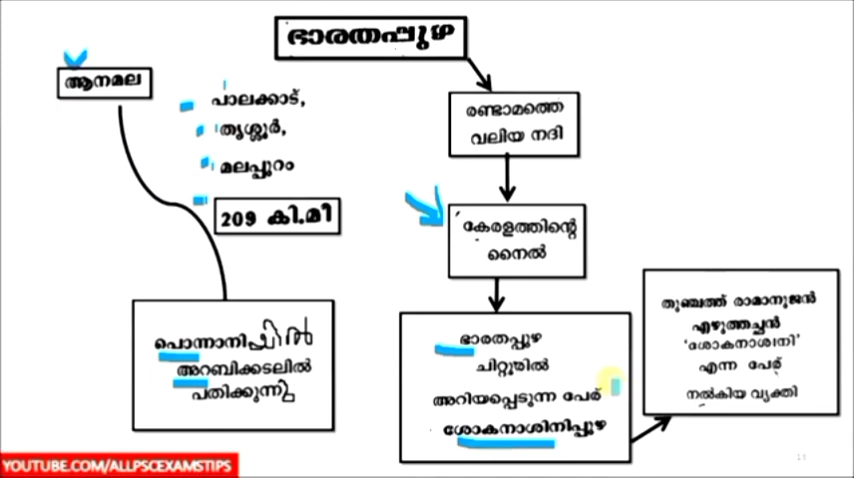 ഭാരതപ്പുഴ
ആനമല
പാലക്കാട്,
തൃശ്ശൂർ,
മലപ്പുറം
209 കി.മീ
പൊന്നാനിച്ചിൽ
അറബിക്കടലിൽ
പതിക്കുന്നു
രണ്ടാമത്തെ
വലിയ നദി
കേരളത്തിന്റെ
നൈൽ
ഭാരതപ്പുഴ
ചിറ്റൂരിൽ
അറിയപ്പെടുന്ന പേര്
ശോകനാശിനിപ്പുഴ
തുഞ്ചത്ത് രാമാനുജൻ
എഴുത്തച്ഛൻ
'ശോകനാശിനി'
എന്ന പേര്
നൽകിയ വ്യക്തി
YOUTUBE.COM/ALLPSCEXAMSTIPS